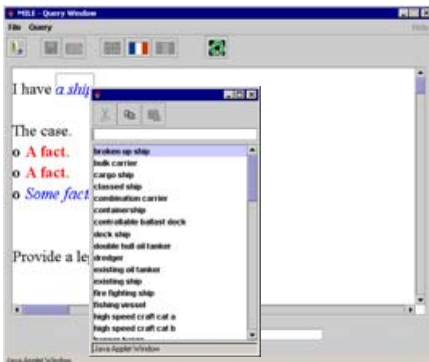 MILE - Query Window
File Query
Help
I have a ship
The case.
o A fact.
o A fact.
o Some fact
Provide a le
broken up ship
bulk carrier
cargo ship
classed ship
combination carrier
containership
controllable ballast dock
deck ship
double hull oil tanker
dredger
existing oil tanker
existing ship
fire fighting ship
fishing vessel
high speed craft cat a
high speed craft cat b
Java Applet Window
Java Applet Window